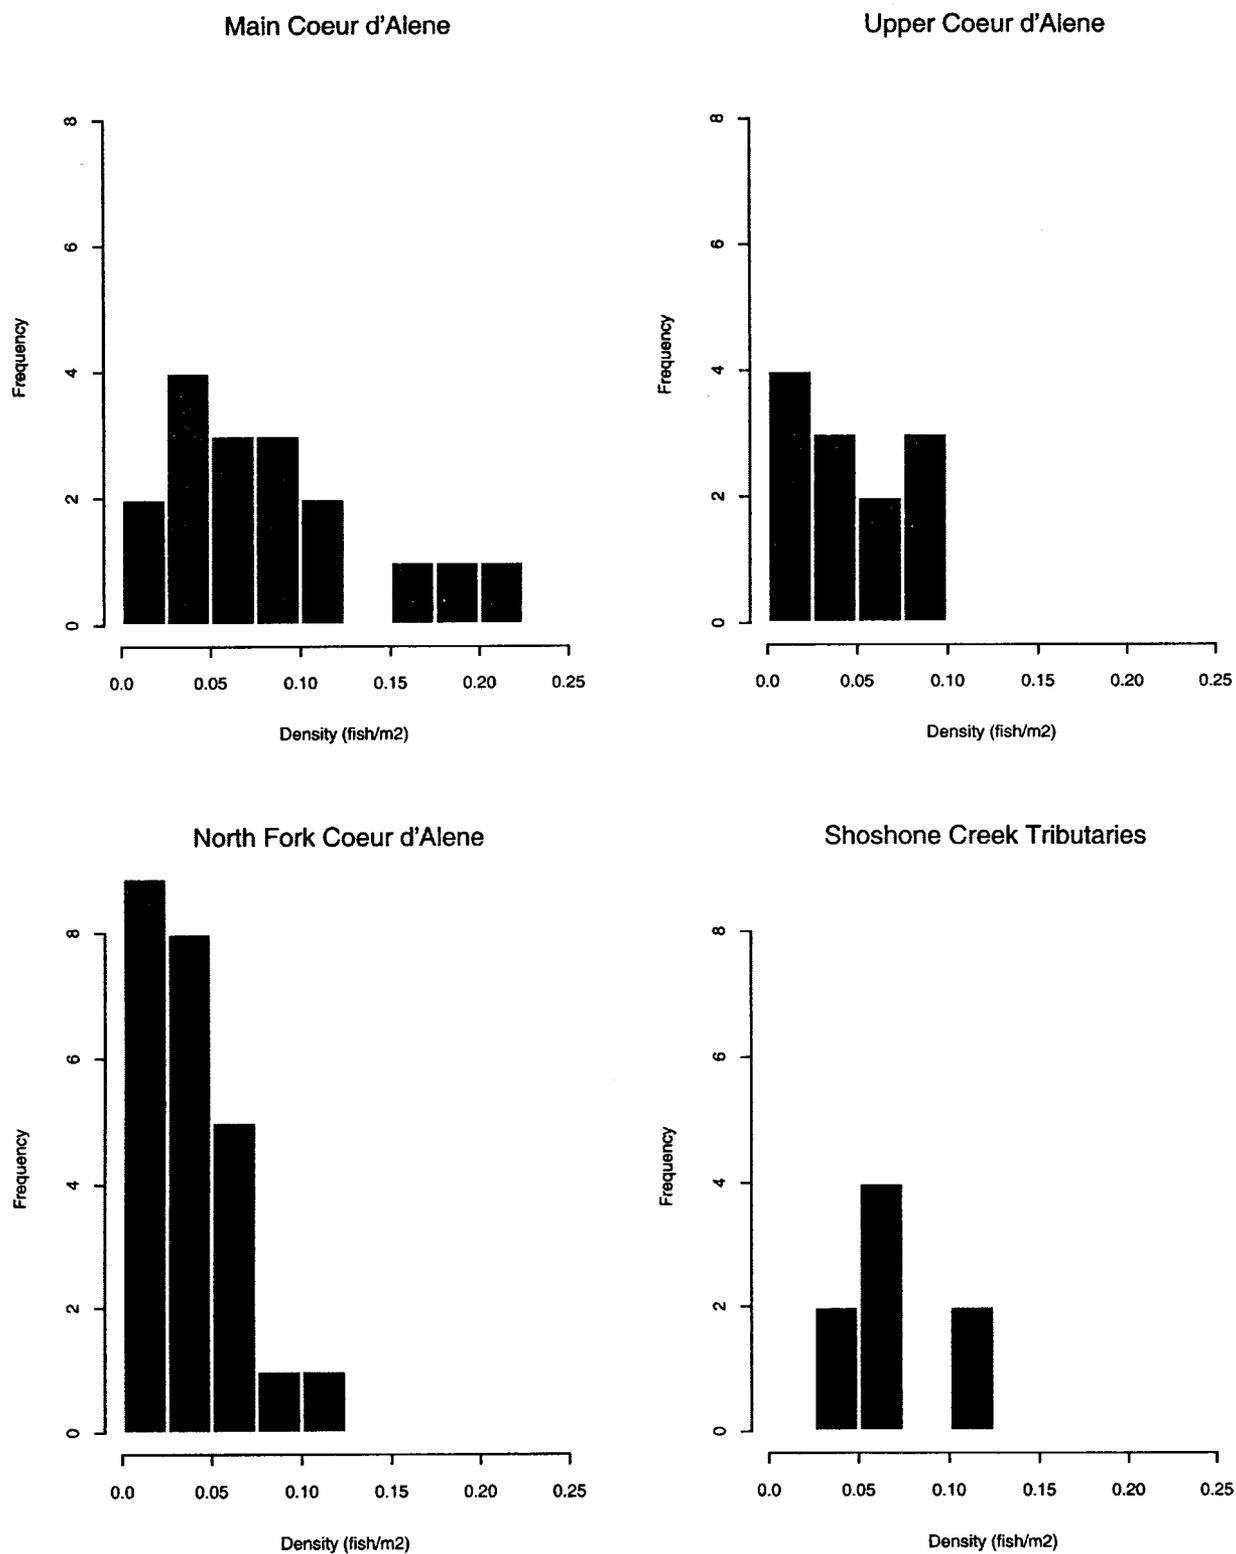 Main Coeur d'Alene
8
6
4
2
0
Frequency
0.0 0.05 0.10 0.15 0.20 0.25
Density (fish/m2)
Upper Coeur d'Alene
8
6
4
2
0
Frequency
0.0 0.05 0.10 0.15 0.20 0.25
Density (fish/m2)
North Fork Coeur d'Alene
8
6
4
2
0
Frequency
0.0 0.05 0.10 0.15 0.20 0.25
Density (fish/m2)
Shoshone Creek Tributaries
8
6
4
2
0
Frequency
0.0 0.05 0.10 0.15 0.20 0.25
Density (fish/m2)